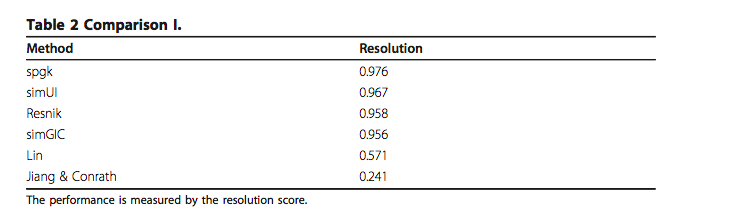 Table 2 Comparison I.
Method Resolution
spgk 0.976
simUI 0.967
Resnik 0.958
simGIC 0.956
Lin 0.571
Jiang & Conrath 0.241
The performance is measured by the resolution score.